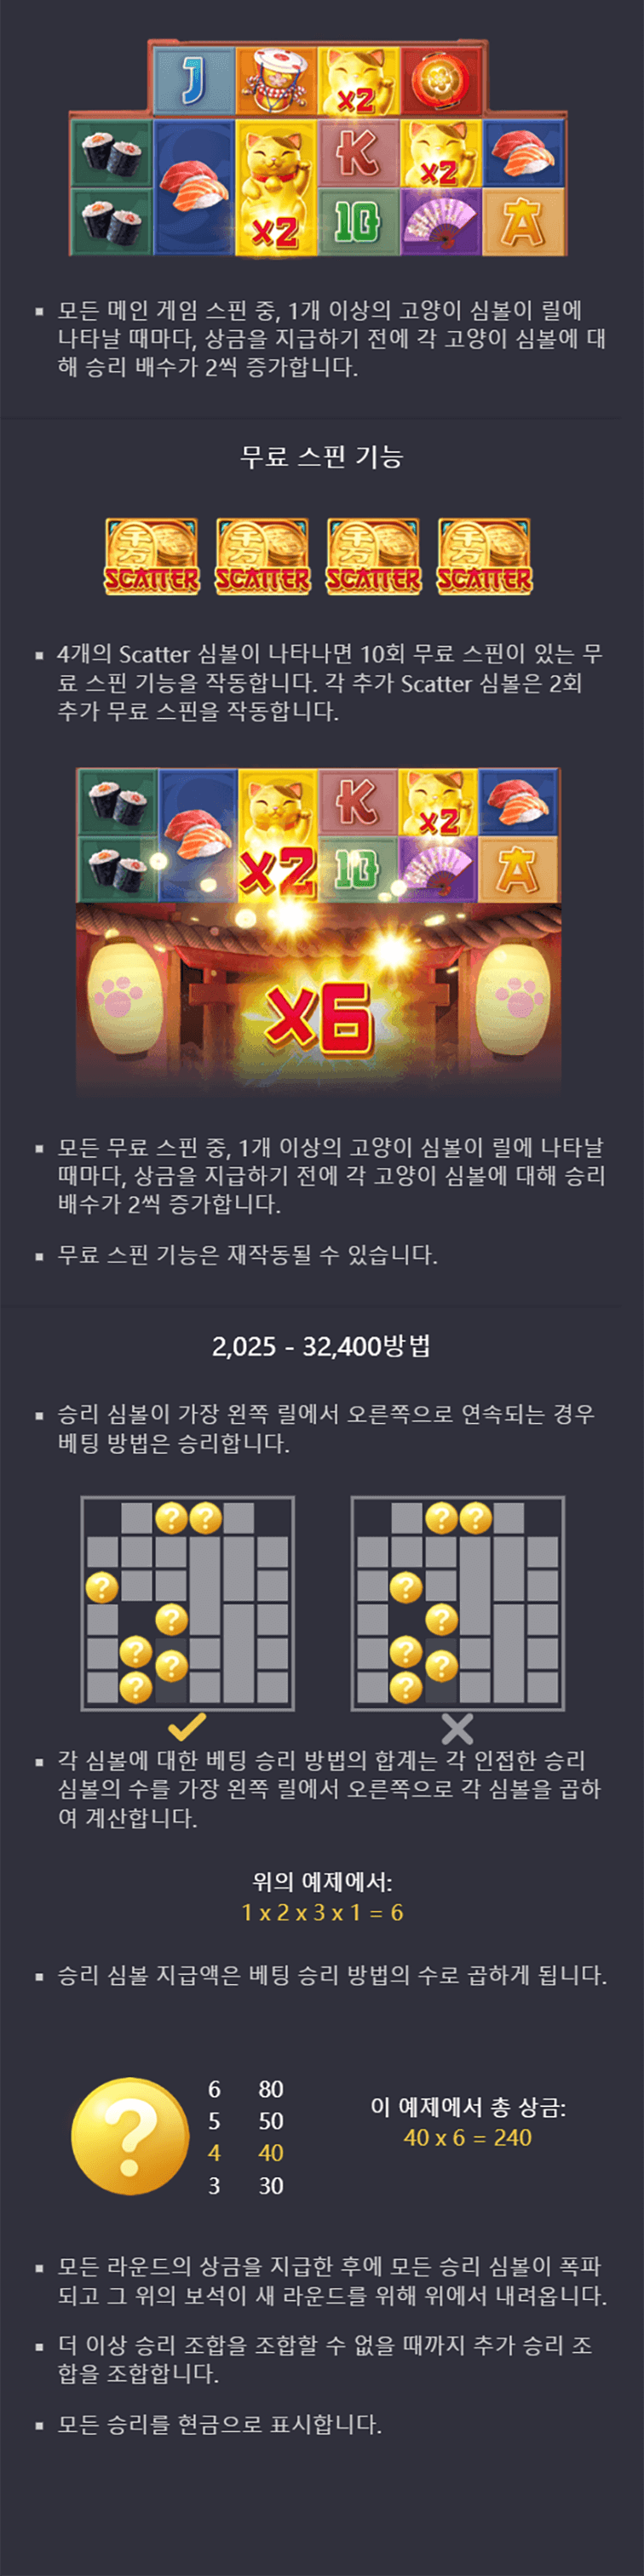 J
x2
K
x2
x2
10
A
모든 메인 게임 스핀 중, 1개 이상의 고양이 심볼이 릴에
나타날 때마다, 상금을 지급하기 전에 각 고양이 심볼에 대
해 승리 배수가 2씩 증가합니다.
무료 스핀 기능
千万 SCATTER 千万 SCATTER 千万 SCATTER 千万 SCATTER
4개의 Scatter 심볼이 나타나면 10회 무료 스핀이 있는 무
료 스핀 기능을 작동합니다. 각 추가 Scatter 심볼은 2회
추가 무료 스핀을 작동합니다.
K
x2
x2
10
A
x6
모든 무료 스핀 중, 1개 이상의 고양이 심볼이 릴에 나타날
때마다, 상금을 지급하기 전에 각 고양이 심볼에 대해 승리
배수가 2씩 증가합니다.
무료 스핀 기능은 재작동될 수 있습니다.
2,025 - 32,400방법
승리 심볼이 가장 왼쪽 릴에서 오른쪽으로 연속되는 경우
베팅 방법은 승리합니다.
? ? ? ?
? ?
? ?
? ?
? ?
? ?
?
각 심볼에 대한 베팅 승리 방법의 합계는 각 인접한 승리
심볼의 수를 가장 왼쪽 릴에서 오른쪽으로 각 심볼을 곱하
여 계산합니다.
위의 예제에서:
1 x 2 x 3 x 1 = 6
승리 심볼 지급액은 베팅 승리 방법의 수로 곱하게 됩니다.
?
6 80
5 50
4 40
3 30
이 예제에서 총 상금:
40 x 6 = 240
모든 라운드의 상금을 지급한 후에 모든 승리 심볼이 폭파
되고 그 위의 보석이 새 라운드를 위해 위에서 내려옵니다.
더 이상 승리 조합을 조합할 수 없을 때까지 추가 승리 조
합을 조합합니다.
모든 승리를 현금으로 표시합니다.